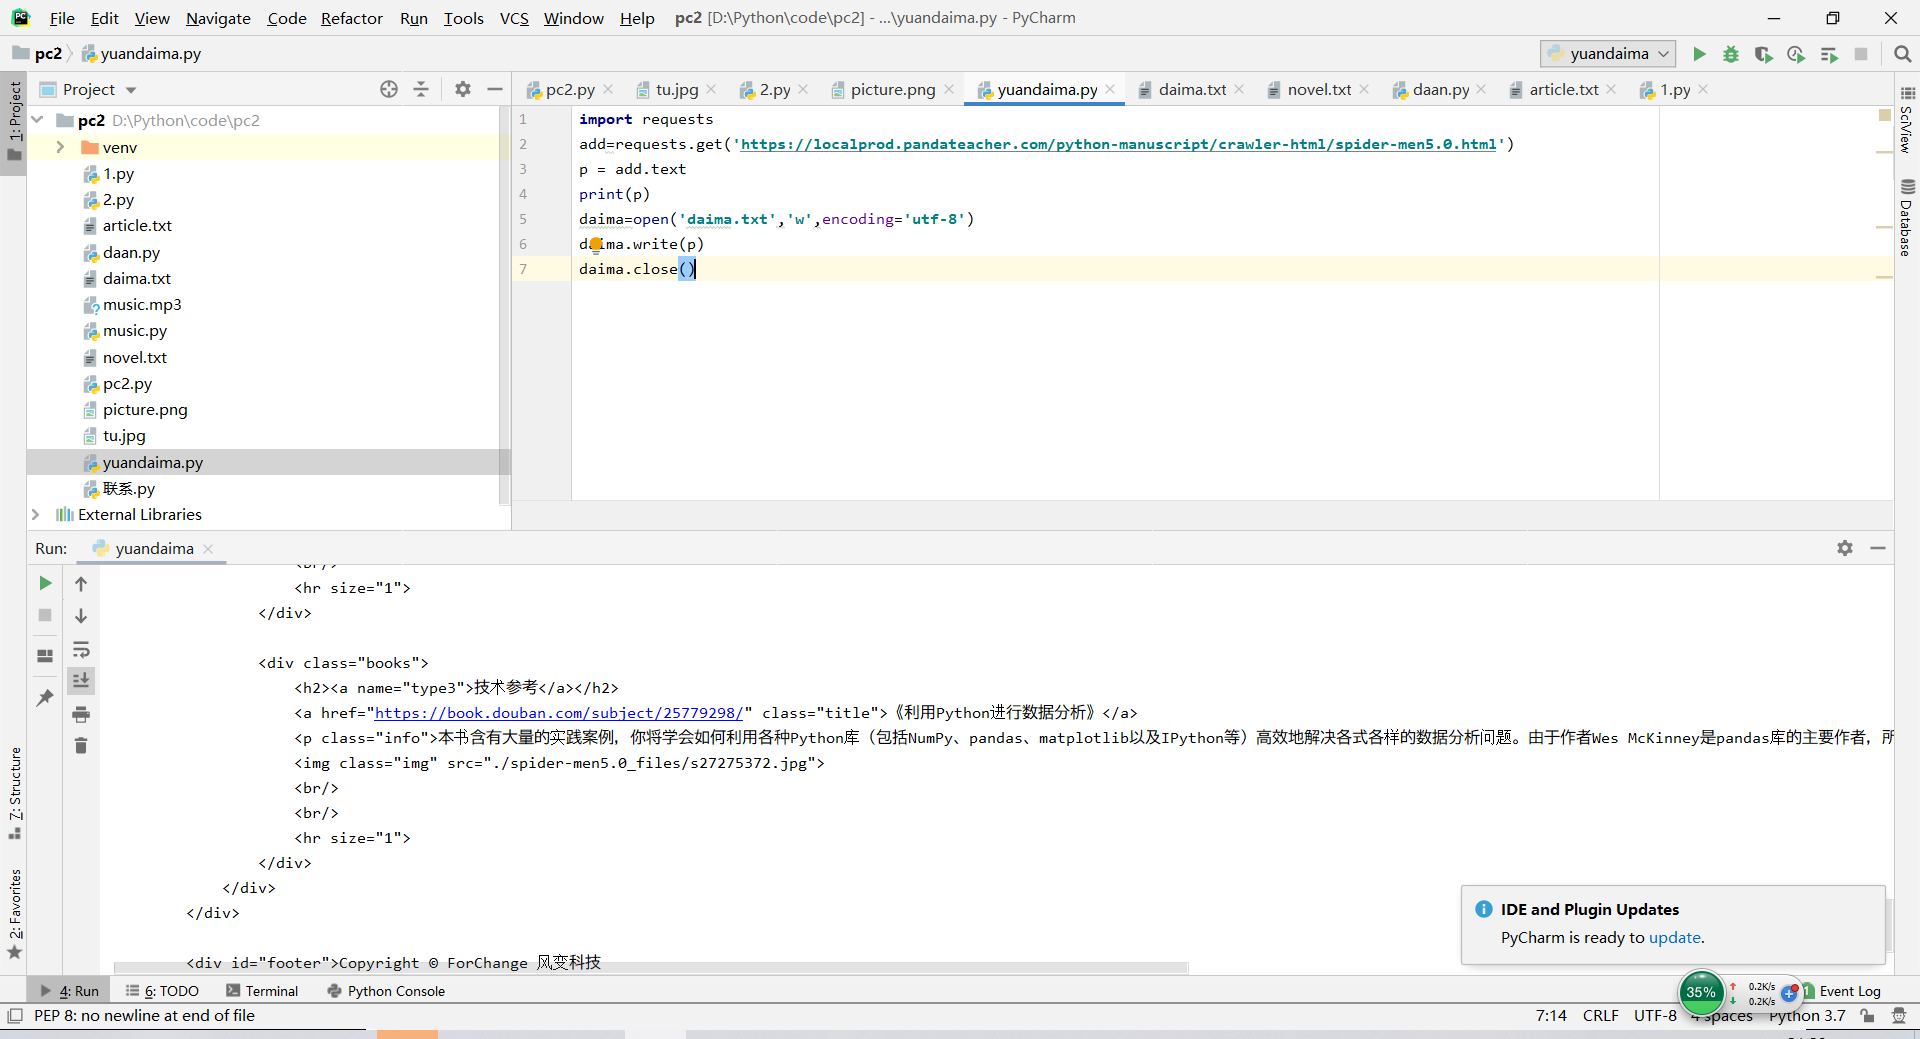 File Edit View Navigate Code Refactor Run Tools VCS Window Help pc2 [D:\Python\code\pc2] - ...\yuandaima.py - PyCharm
pc2 yuandaima.py yuandaima
1: Project
Project
pc2.py tu.jpg 2.py picture.png yuandaima.py daima.txt novel.txt daan.py article.txt 1.py
pc2 D:\Python\code\pc2
venv
1.py
2.py
article.txt
daan.py
daima.txt
music.mp3
music.py
novel.txt
pc2.py
picture.png
tu.jpg
yuandaima.py
联系.py
External Libraries
1 import requests
2 add=requests.get('https://localprod.pandateacher.com/python-manuscript/crawler-html/spider-men5.0.html')
3 p = add.text
4 print(p)
5 daima=open('daima.txt','w',encoding='utf-8')
6 daima.write(p)
7 daima.close()
SciView
Database
Run: yuandaima
<hr size="1">
</div>
<div class="books">
<h2><a name="type3">技术参考</a></h2>
<a href="https://book.douban.com/subject/25779298/" class="title">《利用Python进行数据分析》</a>
<p class="info">本书含有大量的实践案例，你将学会如何利用各种Python库（包括NumPy、pandas、matplotlib以及IPython等）高效地解决各式各样的数据分析问题。由于作者Wes McKinney是pandas库的主要作者，所
<img class="img" src="./spider-men5.0_files/s27275372.jpg">
<br/>
<br/>
<hr size="1">
</div>
</div>
</div>
<div id="footer">Copyright © ForChange 风变科技
7: Structure
2: Favorites
IDE and Plugin Updates
PyCharm is ready to update.
4: Run 6: TODO Terminal Python Console
35% 0.2K/s
0.2K/s
1 Event Log
PEP 8: no newline at end of file
7:14 CRLF UTF-8 4 spaces Python 3.7